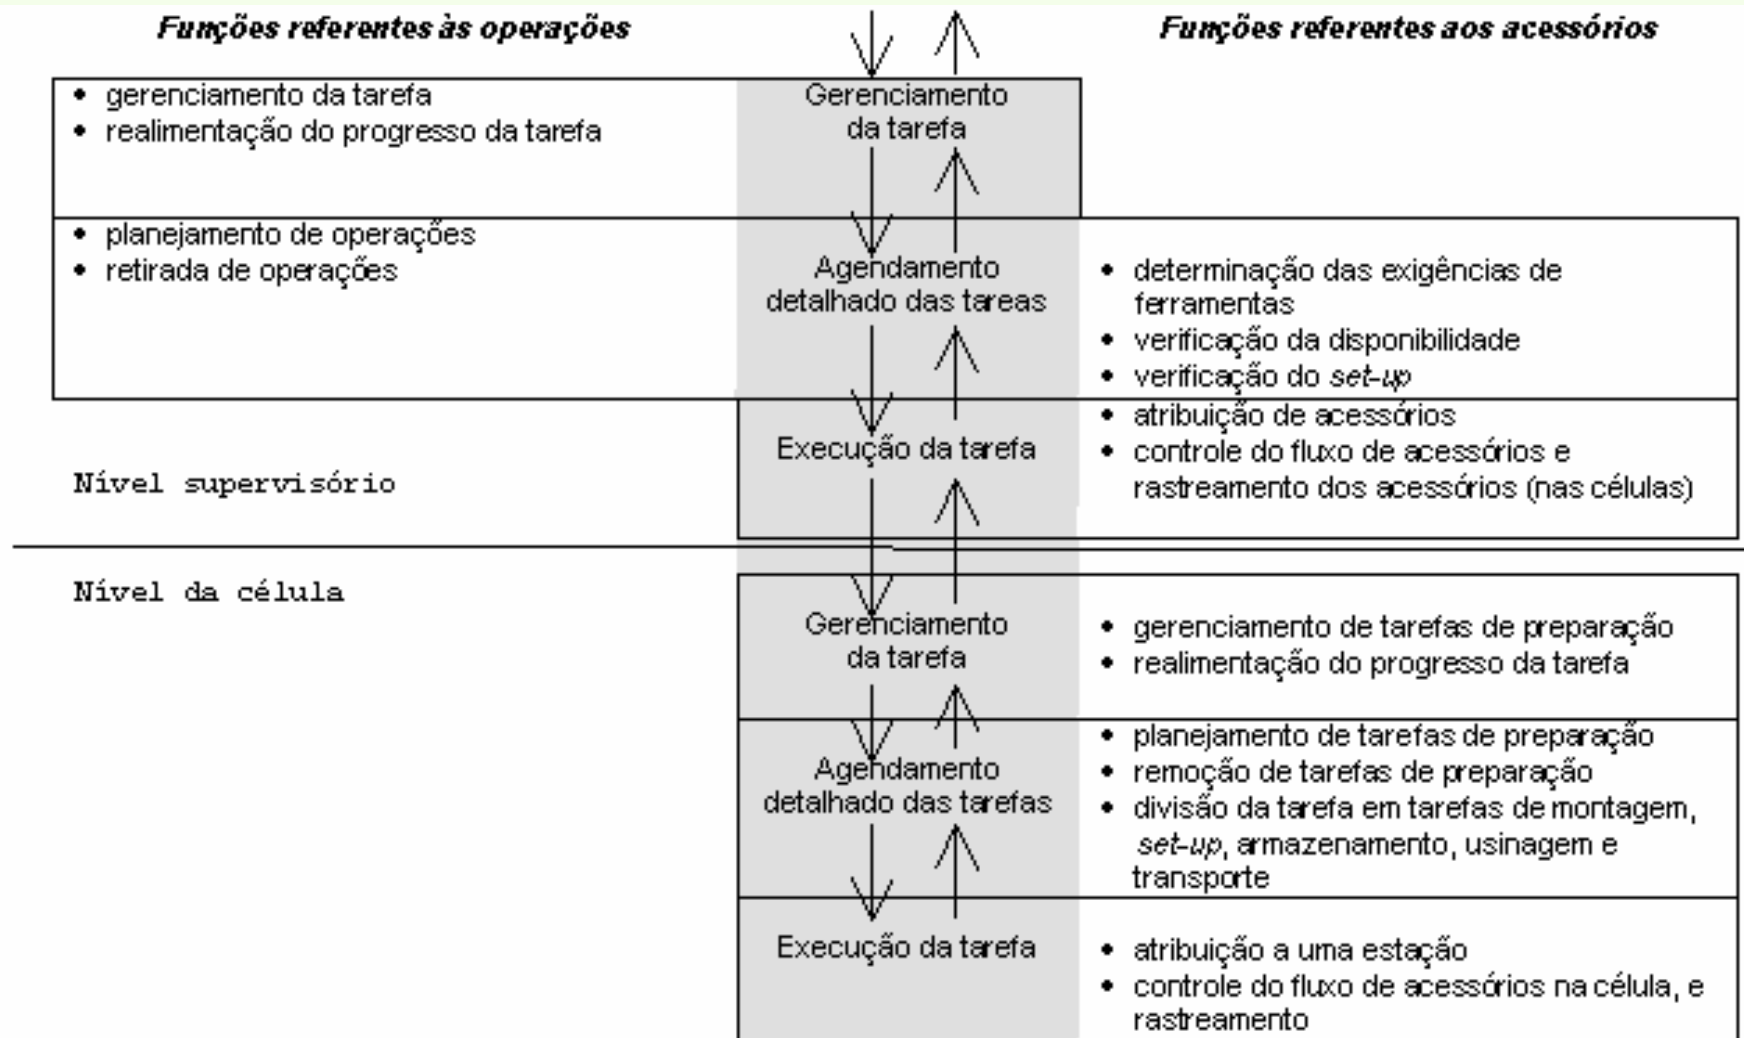 Funções referentes às operações
Funções referentes aos acessórios
• gerenciamento da tarefa
• realimentação do progresso da tarefa
Gerenciamento
da tarefa
• planejamento de operações
• retirada de operações
Agendamento
detalhado das tareas
• determinação das exigências de
ferramentas
• verificação da disponibilidade
• verificação do set-up
Execução da tarefa
• atribuição de acessórios
• controle do fluxo de acessórios e
rastreamento dos acessórios (nas células)
Nível supervisório
Nível da célula
Gerenciamento
da tarefa
• gerenciamento de tarefas de preparação
• realimentação do progresso da tarefa
Agendamento
detalhado das tarefas
• planejamento de tarefas de preparação
• remoção de tarefas de preparação
• divisão da tarefa em tarefas de montagem,
set-up, armazenamento, usinagem e
transporte
Execução da tarefa
• atribuição a uma estação
• controle do fluxo de acessórios na célula, e
rastreamento